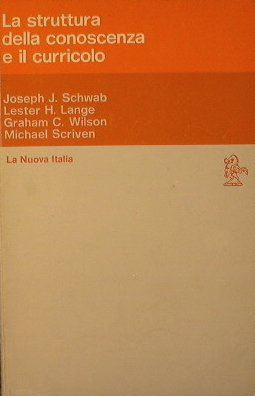 La struttura
della conoscenza
e il curricolo
Joseph J. Schwab
Lester H. Lange
Graham C. Wilson
Michael Scriven
La Nuova Italia